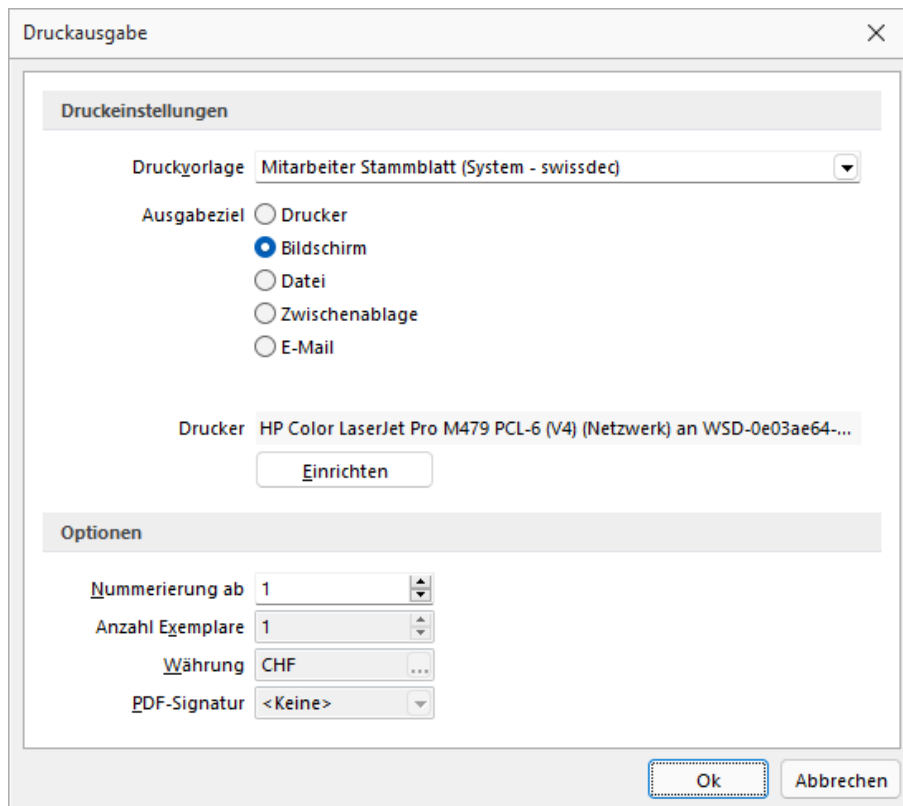 Druckausgabe
Druckeinstellungen
Druckvorlage Mitarbeiter Stammblatt (System - swissdec)
Ausgabeziel Drucker
Bildschirm
Datei
Zwischenablage
E-Mail
Drucker HP Color LaserJet Pro M479 PCL-6 (V4) (Netzwerk) an WSD-0e03ae64-...
Einrichten
Optionen
Nummerierung ab 1
Anzahl Exemplare 1
Währung CHF ...
PDF-Signatur <Keine>
Ok Abbrechen